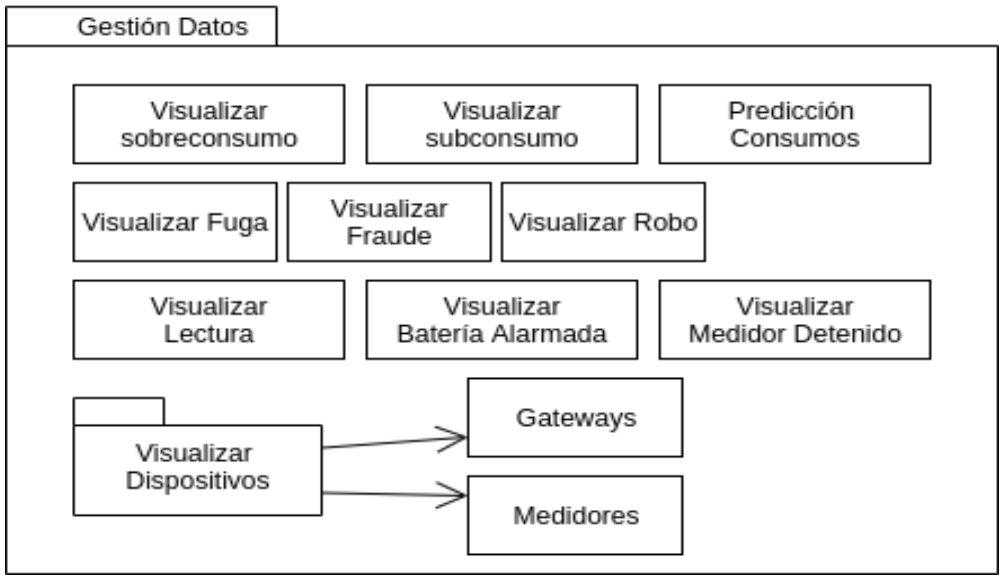 Gestión Datos
Visualizar
sobreconsumo
Visualizar
subconsumo
Predicción
Consumos
Visualizar Fuga
Visualizar
Fraude
Visualizar Robo
Visualizar
Lectura
Visualizar
Batería Alarmada
Visualizar
Medidor Detenido
Visualizar
Dispositivos
Gateways
Medidores